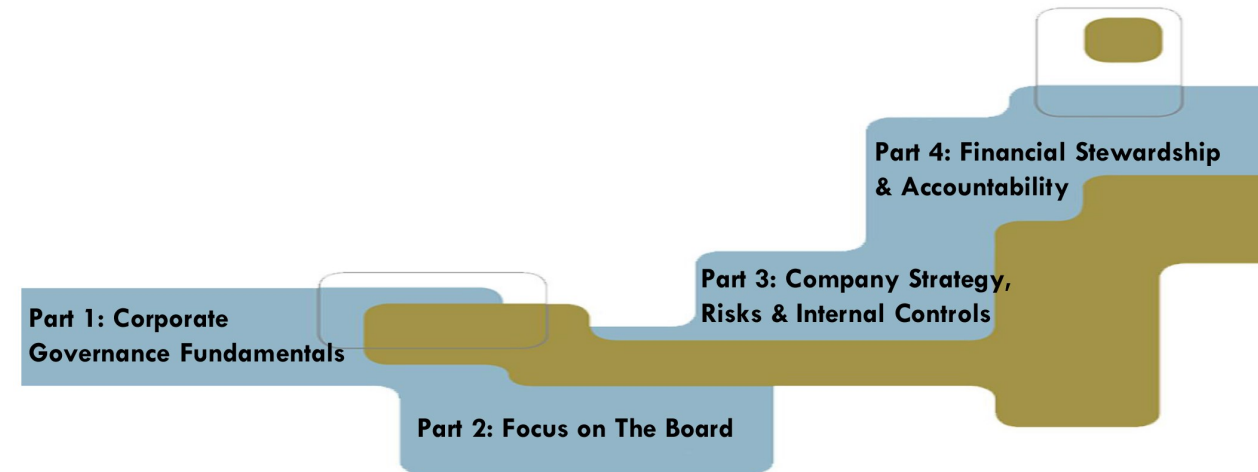 Part 1: Corporate
Governance Fundamentals
Part 2: Focus on The Board
Part 3: Company Strategy,
Risks & Internal Controls
Part 4: Financial Stewardship
& Accountability